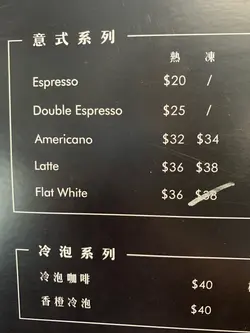 意式系列
熱 凍
Espresso $20 /
Double Espresso $25 /
Americano $32 $34
Latte $36 $38
Flat White $36 $38
冷泡系列
冷泡咖啡 $40
香橙冷泡 $40